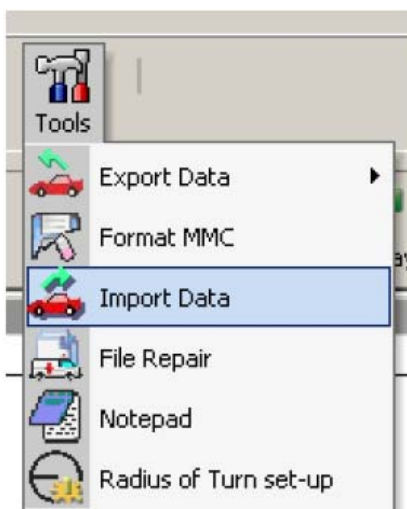 Tools
Export Data
Format MMC
Import Data
File Repair
Notepad
Radius of Turn set-up